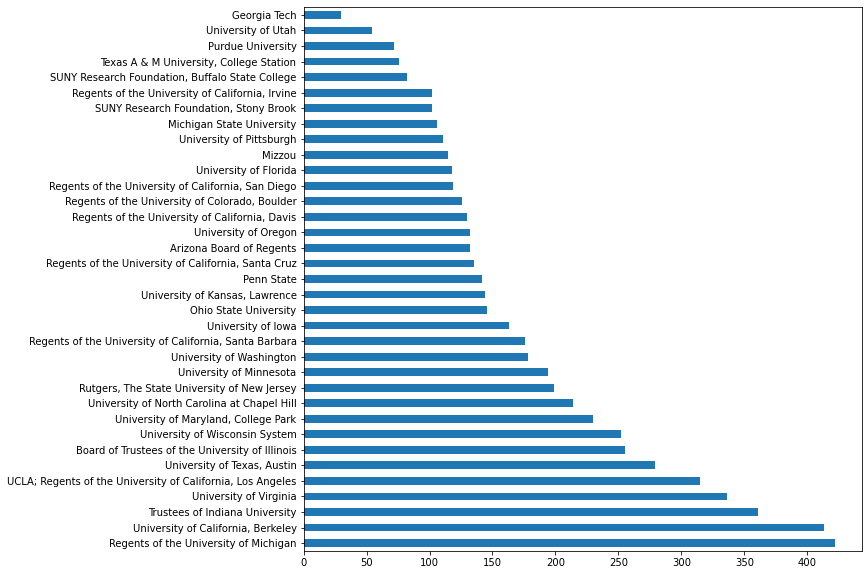 Georgia Tech
University of Utah
Purdue University
Texas A & M University, College Station
SUNY Research Foundation, Buffalo State College
Regents of the University of California, Irvine
SUNY Research Foundation, Stony Brook
Michigan State University
University of Pittsburgh
Mizzou
University of Florida
Regents of the University of California, San Diego
Regents of the University of Colorado, Boulder
Regents of the University of California, Davis
University of Oregon
Arizona Board of Regents
Regents of the University of California, Santa Cruz
Penn State
University of Kansas, Lawrence
Ohio State University
University of Iowa
Regents of the University of California, Santa Barbara
University of Washington
University of Minnesota
Rutgers, The State University of New Jersey
University of North Carolina at Chapel Hill
University of Maryland, College Park
University of Wisconsin System
Board of Trustees of the University of Illinois
University of Texas, Austin
UCLA; Regents of the University of California, Los Angeles
University of Virginia
Trustees of Indiana University
University of California, Berkeley
Regents of the University of Michigan
0 50 100 150 200 250 300 350 400